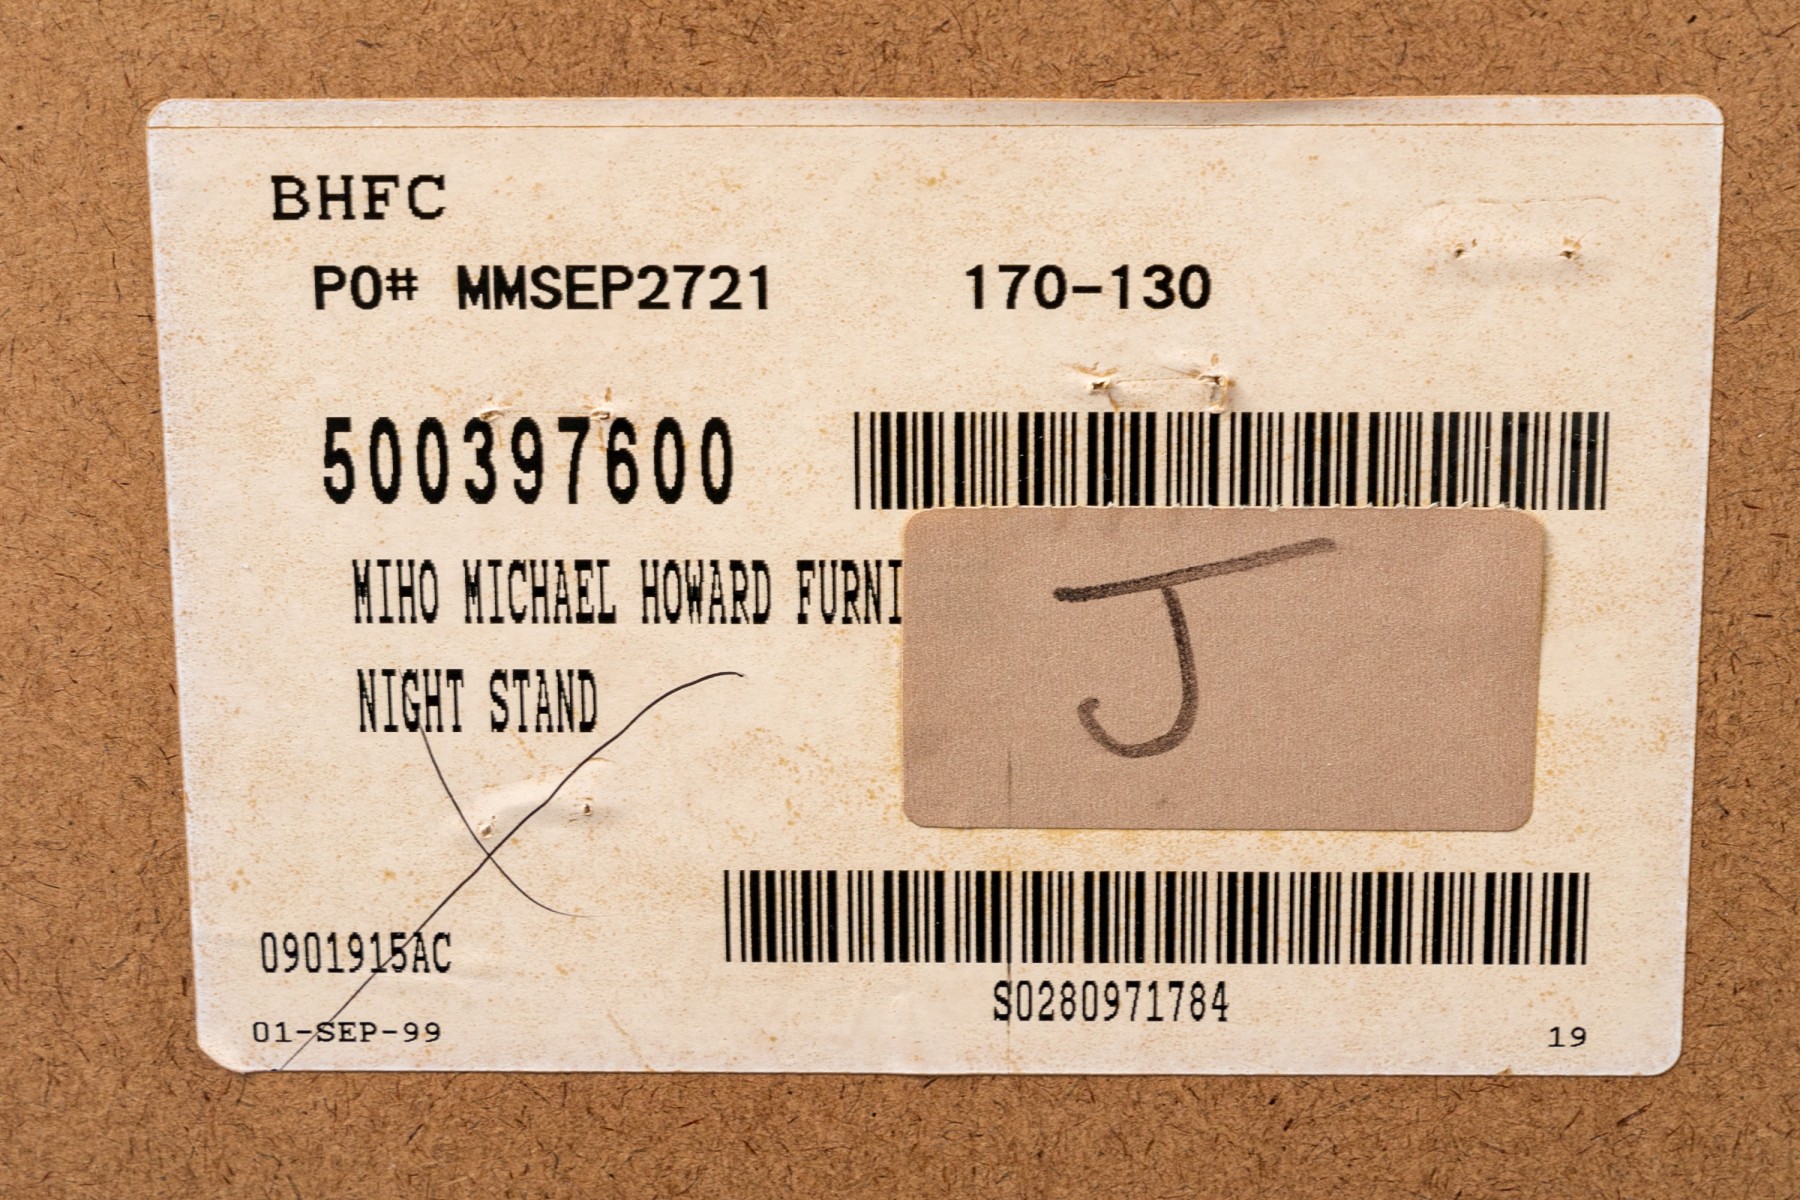 BHFC
PO# MMSEP2721 170-130
500397600
MIHO MICHAEL HOWARD FURNI
J
NIGHT STAND
0901915AC
S0280971784
01-SEP-99 19